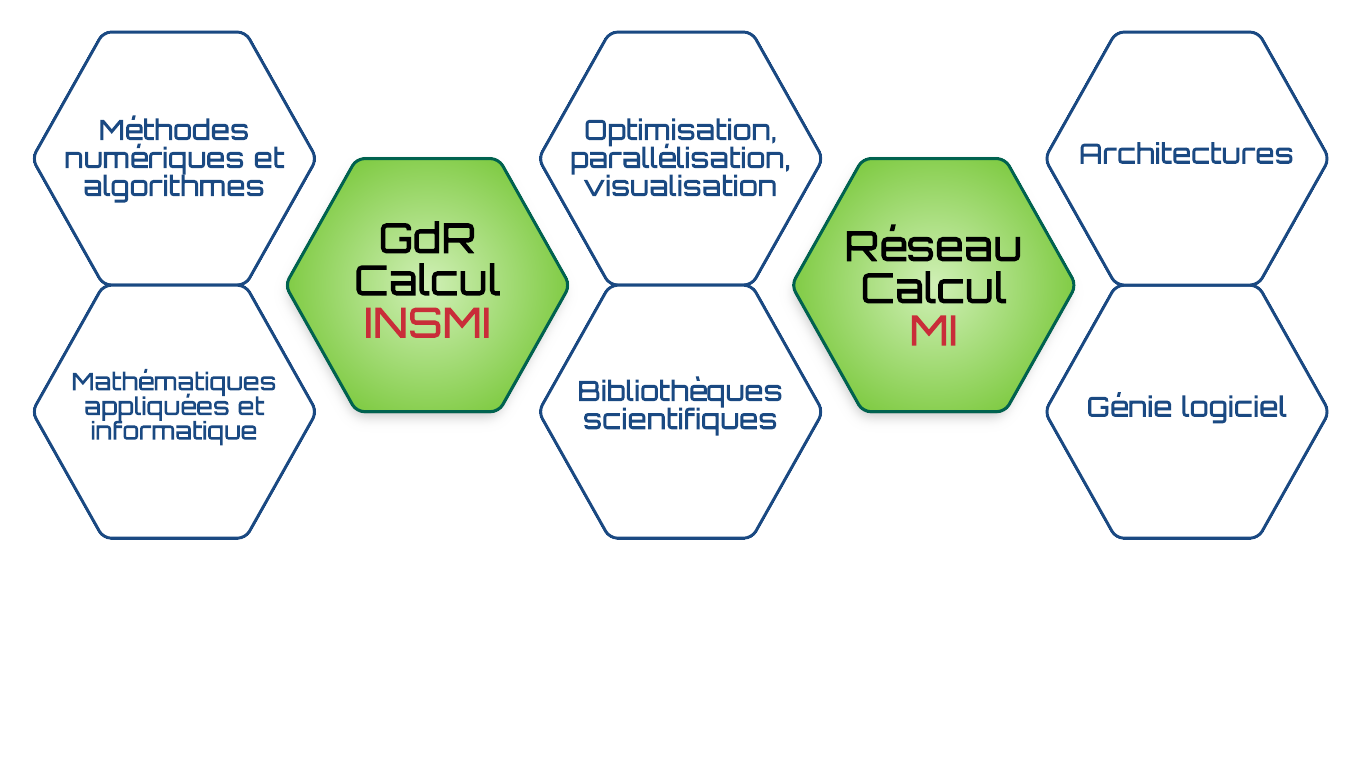 Méthodes
numériques et
algorithmes
Optimisation,
parallélisation,
visualisation
Architectures
GdR
Calcul
INSMI
Réseau
Calcul
MI
Mathématiques
appliquées et
informatique
Bibliothèques
scientifiques
Génie logiciel